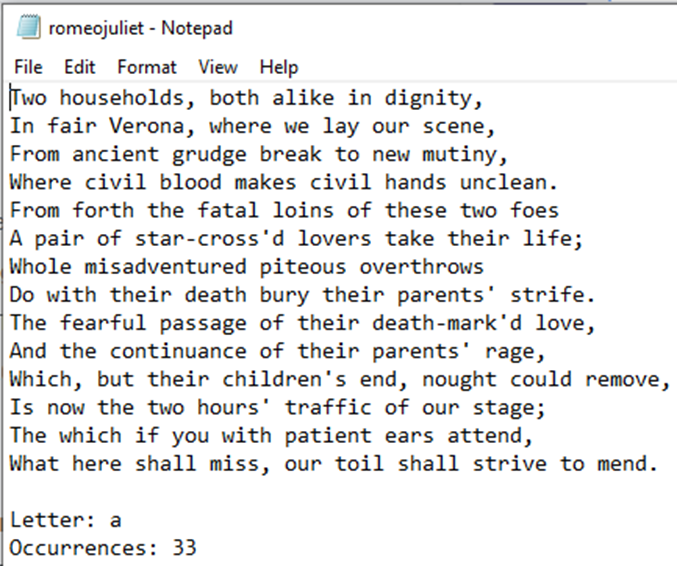 romeojuliet - Notepad
File Edit Format View Help
Two households, both alike in dignity,
In fair Verona, where we lay our scene,
From ancient grudge break to new mutiny,
Where civil blood makes civil hands unclean.
From forth the fatal loins of these two foes
A pair of star-cross'd lovers take their life;
Whole misadventured piteous overthrows
Do with their death bury their parents' strife.
The fearful passage of their death-mark'd love,
And the continuance of their parents' rage,
Which, but their children's end, nought could remove,
Is now the two hours' traffic of our stage;
The which if you with patient ears attend,
What here shall miss, our toil shall strive to mend.

Letter: a
Occurrences: 33